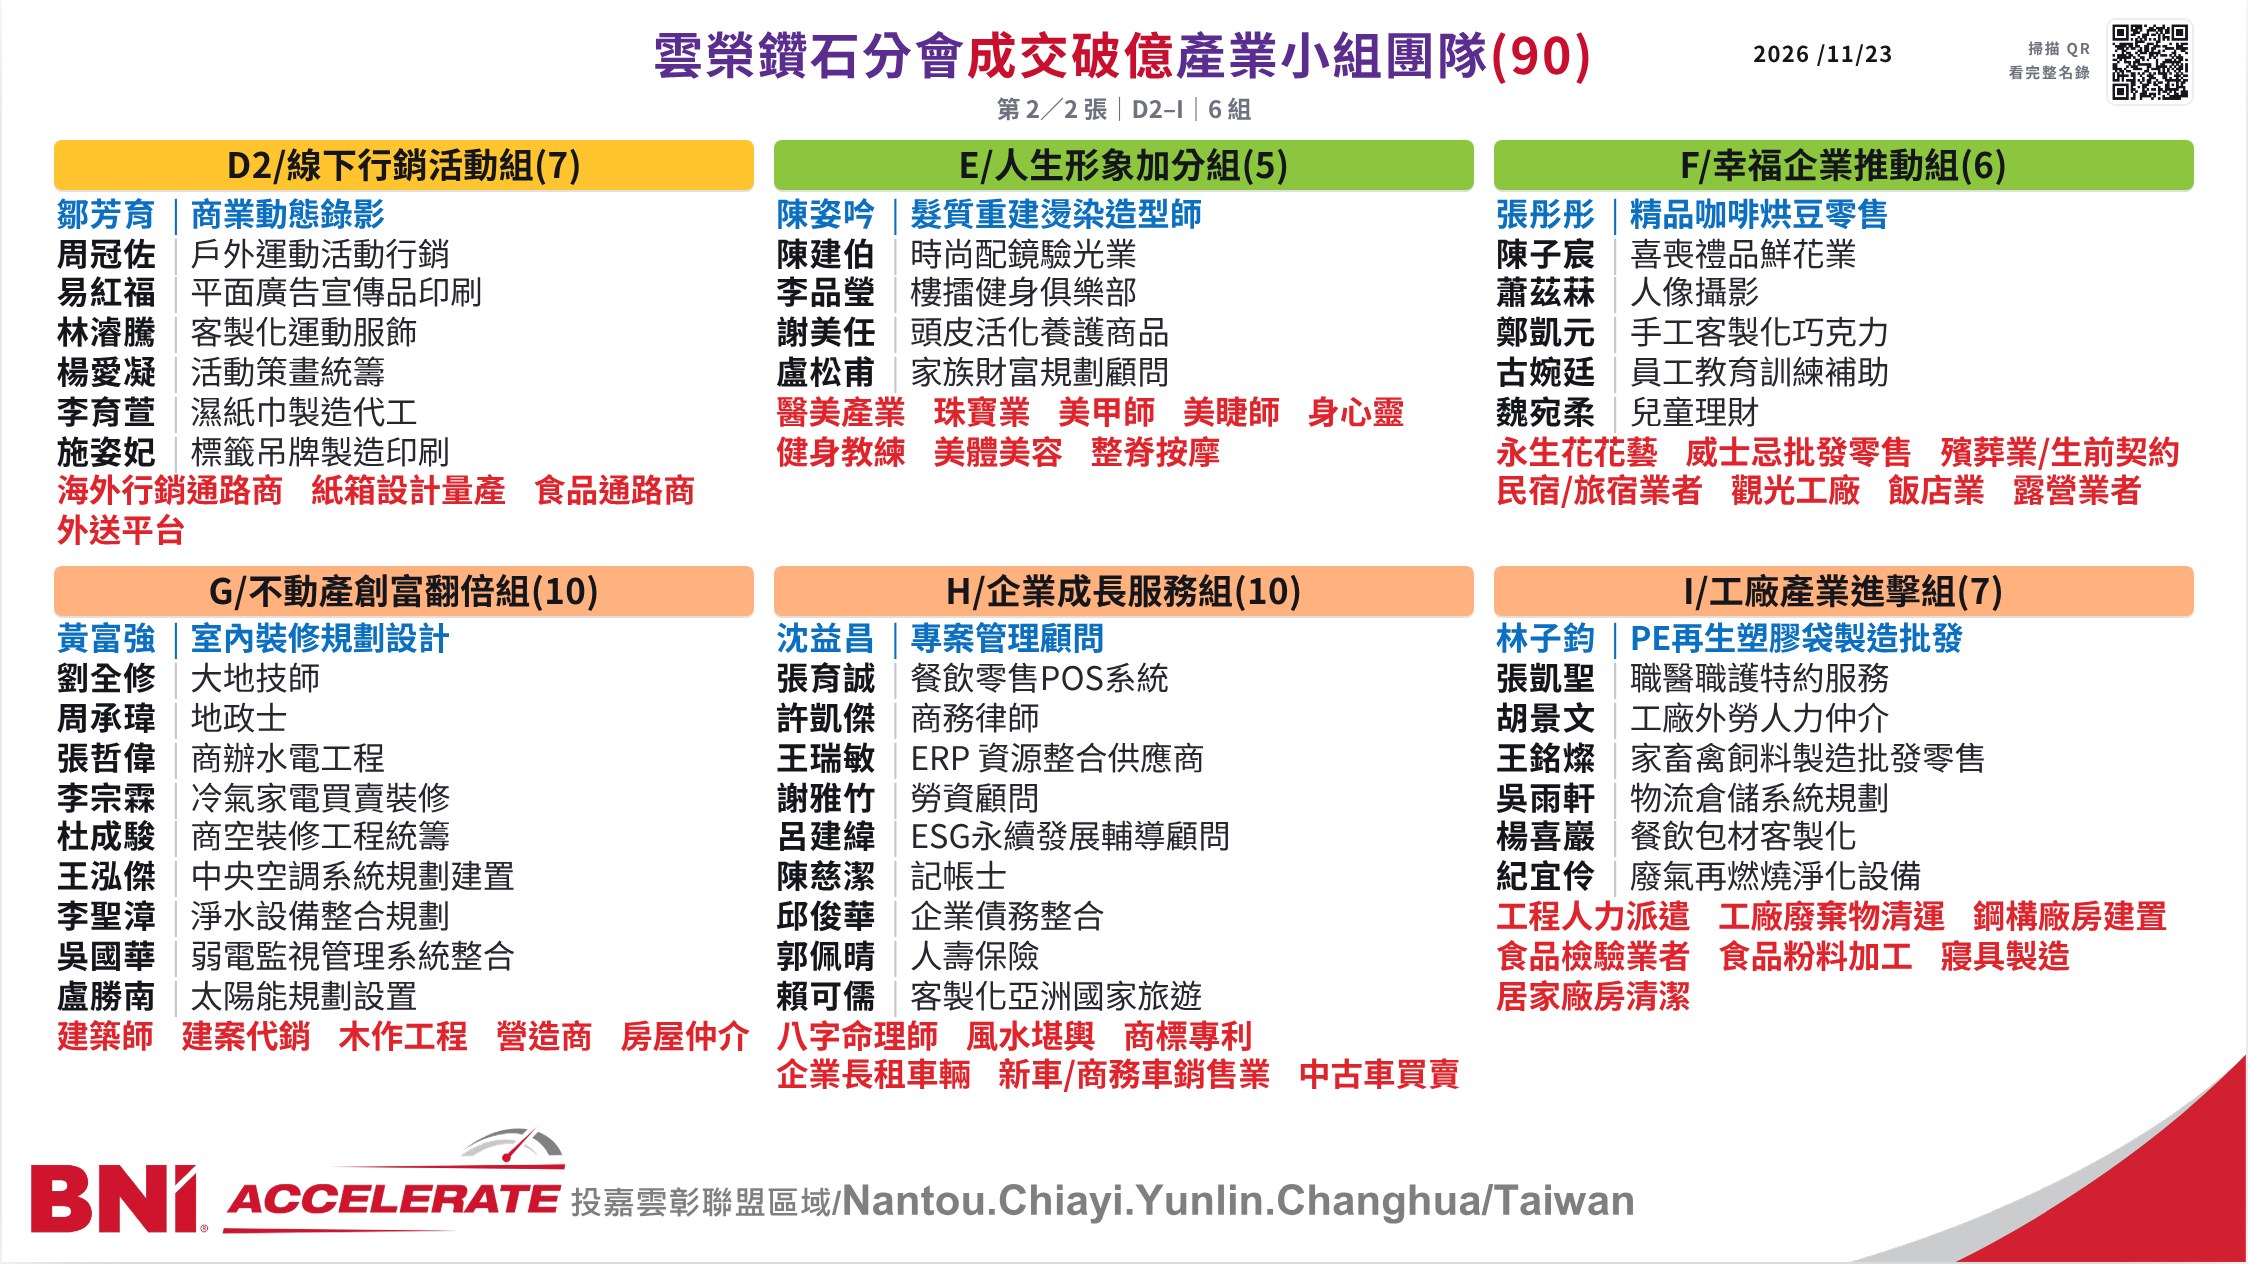 雲榮鑽石分會成交破億產業小組團隊(90)
2026 /11/23
掃描 QR
看完整名錄
第 2／2 張｜D2–I｜6 組
D2/線下行銷活動組(7)
鄒芳育｜商業動態錄影
周冠佐｜戶外運動活動行銷
易紅福｜平面廣告宣傳品印刷
林濬騰｜客製化運動服飾
楊愛凝｜活動策畫統籌
李育萱｜濕紙巾製造代工
施姿妃｜標籤吊牌製造印刷
海外行銷通路商 紙箱設計量產 食品通路商
外送平台
E/人生形象加分組(5)
陳姿吟｜髮質重建燙染造型師
陳建伯｜時尚配鏡驗光業
李品瑩｜樓擂健身俱樂部
謝美任｜頭皮活化養護商品
盧松甫｜家族財富規劃顧問
醫美產業 珠寶業 美甲師 美睫師 身心靈
健身教練 美體美容 整脊按摩
F/幸福企業推動組(6)
張彤彤｜精品咖啡烘豆零售
陳子宸｜喜喪禮品鮮花業
蕭茲菻｜人像攝影
鄭凱元｜手工客製化巧克力
古婉廷｜員工教育訓練補助
魏宛柔｜兒童理財
永生花花藝 威士忌批發零售 殯葬業/生前契約
民宿/旅宿業者 觀光工廠 飯店業 露營業者
G/不動產創富翻倍組(10)
黃富強｜室內裝修規劃設計
劉全修｜大地技師
周承瑋｜地政士
張哲偉｜商辦水電工程
李宗霖｜冷氣家電買賣裝修
杜成駿｜商空裝修工程統籌
王泓傑｜中央空調系統規劃建置
李聖漳｜淨水設備整合規劃
吳國華｜弱電監視管理系統整合
盧勝南｜太陽能規劃設置
建築師 建案代銷 木作工程 營造商 房屋仲介
H/企業成長服務組(10)
沈益昌｜專案管理顧問
張育誠｜餐飲零售POS系統
許凱傑｜商務律師
王瑞敏｜ERP 資源整合供應商
謝雅竹｜勞資顧問
呂建緯｜ESG永續發展輔導顧問
陳慈潔｜記帳士
邱俊華｜企業債務整合
郭佩晴｜人壽保險
賴可儒｜客製化亞洲國家旅遊
八字命理師 風水堪輿 商標專利
企業長租車輛 新車/商務車銷售業 中古車買賣
I/工廠產業進擊組(7)
林子鈞｜PE再生塑膠袋製造批發
張凱聖｜職醫職護特約服務
胡景文｜工廠外勞人力仲介
王銘燦｜家畜禽飼料製造批發零售
吳雨軒｜物流倉儲系統規劃
楊喜巖｜餐飲包材客製化
紀宜伶｜廢氣再燃燒淨化設備
工程人力派遣 工廠廢棄物清運 鋼構廠房建置
食品檢驗業者 食品粉料加工 寢具製造
居家廠房清潔
BNI® ACCELERATE 投嘉雲彰聯盟區域/Nantou.Chiayi.Yunlin.Changhua/Taiwan